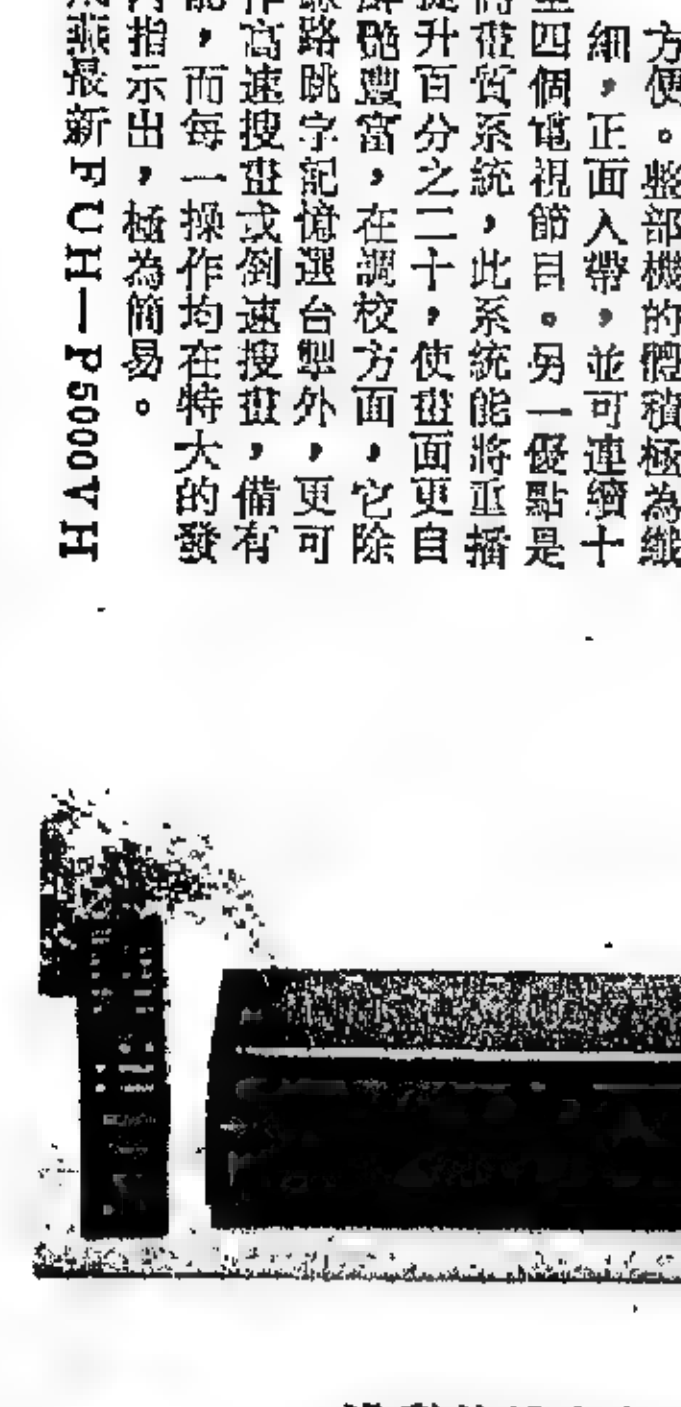 方便。整部機的體積極為纖
細，正面入帶，並可連續十
四個電視節目。另一優點是
畫質系統，此系統能將重播
升百分之二十，使畫面更自
艷豐富，在調校方面，它除
路跳字記憶選台掣外，更可
高速搜畫或倒速搜畫，備有
，而每一操作均在特大的發
指示出，極為簡易。
最新FUH—P5000VH